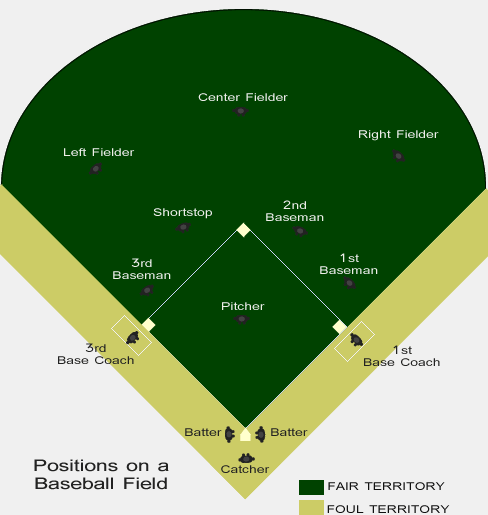 Center Fielder
Right Fielder
Left Fielder
2nd
Baseman
Shortstop
1st
Baseman
3rd
Baseman
Pitcher
3rd
Base Coach
1st
Base Coach
Batter
Batter
Catcher
Positions on a
Baseball Field
FAIR TERRITORY
FOUL TERRITORY